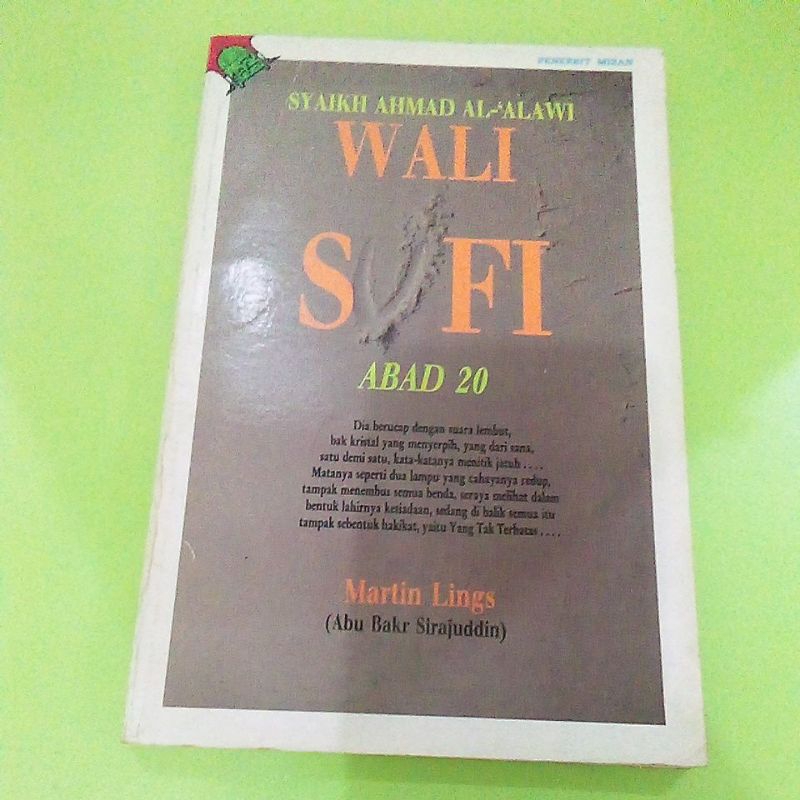 PENERBIT MIZAN
SYAIKH AHMAD AL-'ALAWI
WALI
SUFI
ABAD 20
Dia berucap dengan suara lembut,
bak kristal yang menyerpih, yang dari sana,
satu demi satu, kata-katanya menitik jatuh . . . .
Matanya seperti dua lampu yang cahayanya redup,
tampak menembus semua benda, seraya melihat dalam
bentuk lahirnya ketiadaan, sedang di balik semua itu
tampak sebentuk hakikat, yaitu Yang Tak Terbatas . . . .
Martin Lings
(Abu Bakr Sirajuddin)